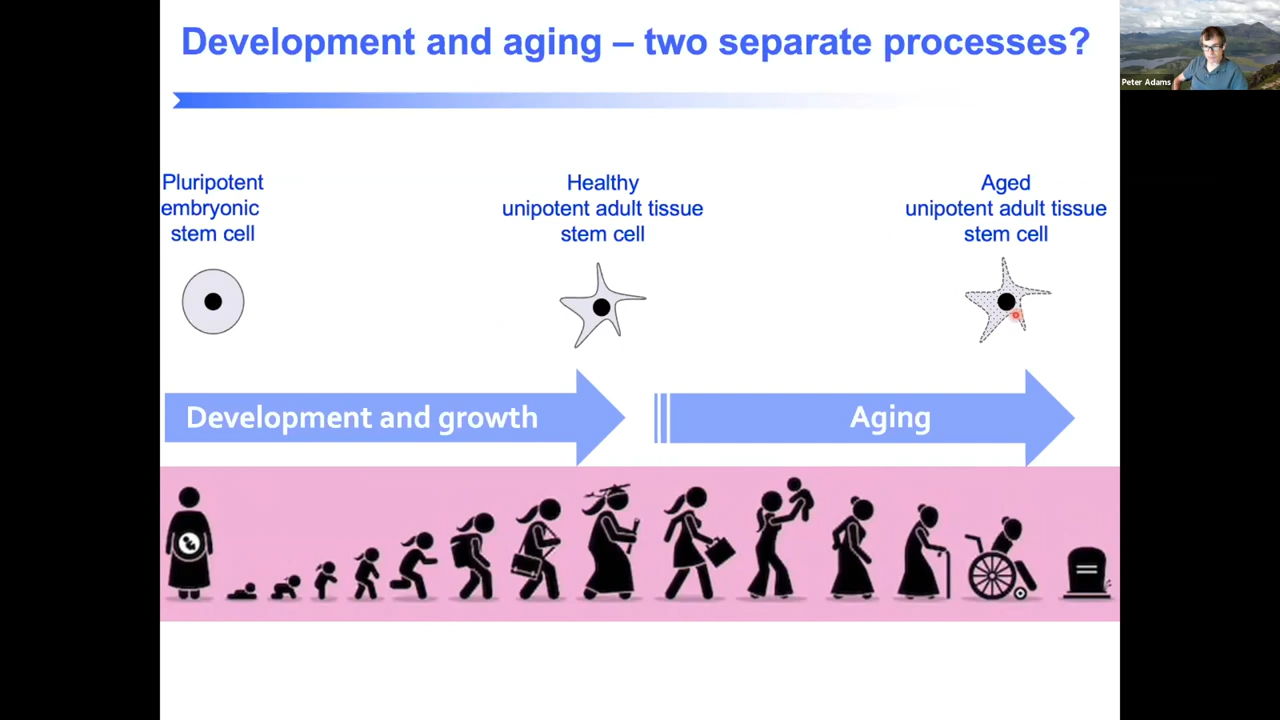 Development and aging – two separate processes?
Peter Adams
Pluripotent
embryonic
stem cell
Healthy
unipotent adult tissue
stem cell
Aged
unipotent adult tissue
stem cell
Development and growth
Aging